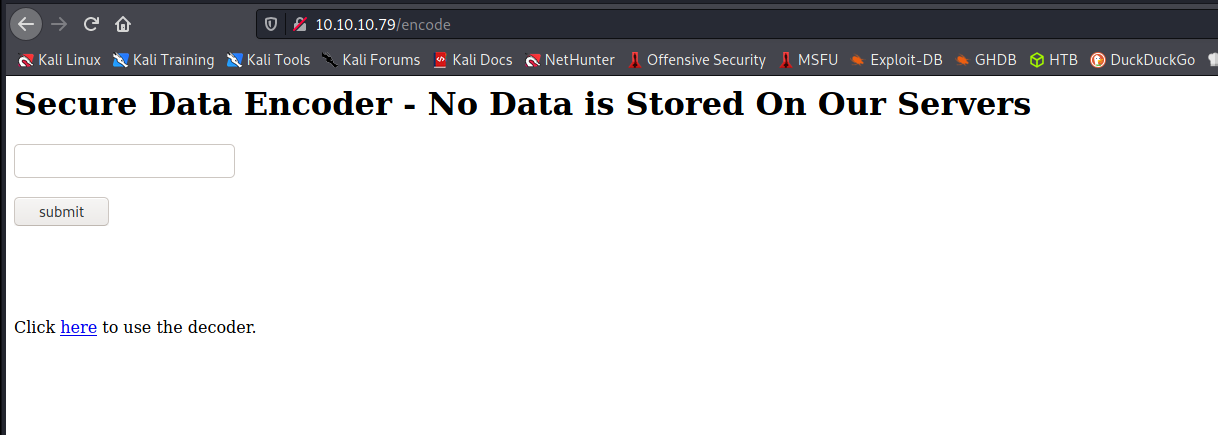 10.10.10.79/encode
Kali Linux Kali Training Kali Tools Kali Forums Kali Docs NetHunter Offensive Security MSFU Exploit-DB GHDB HTB DuckDuckGo
Secure Data Encoder - No Data is Stored On Our Servers
submit
Click here to use the decoder.